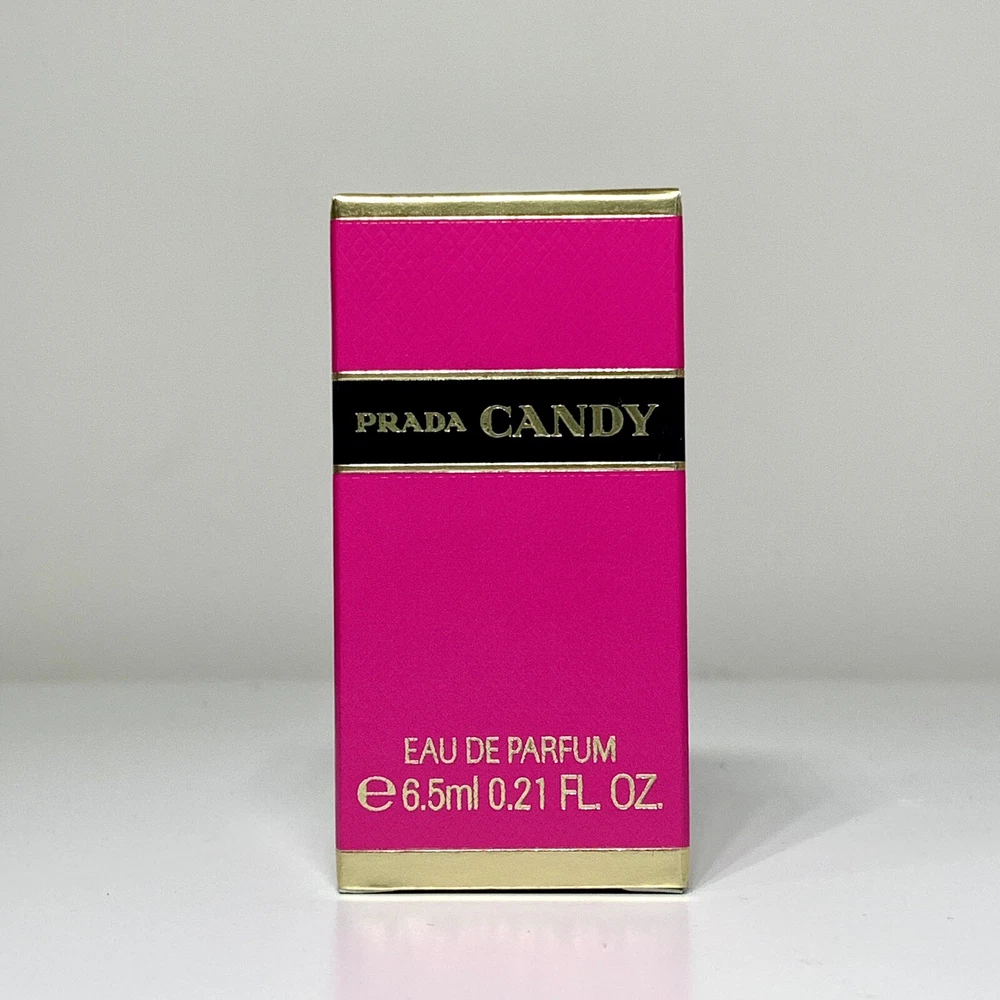 PRADA CANDY
EAU DE PARFUM
℮6.5ml 0.21 FL. OZ.